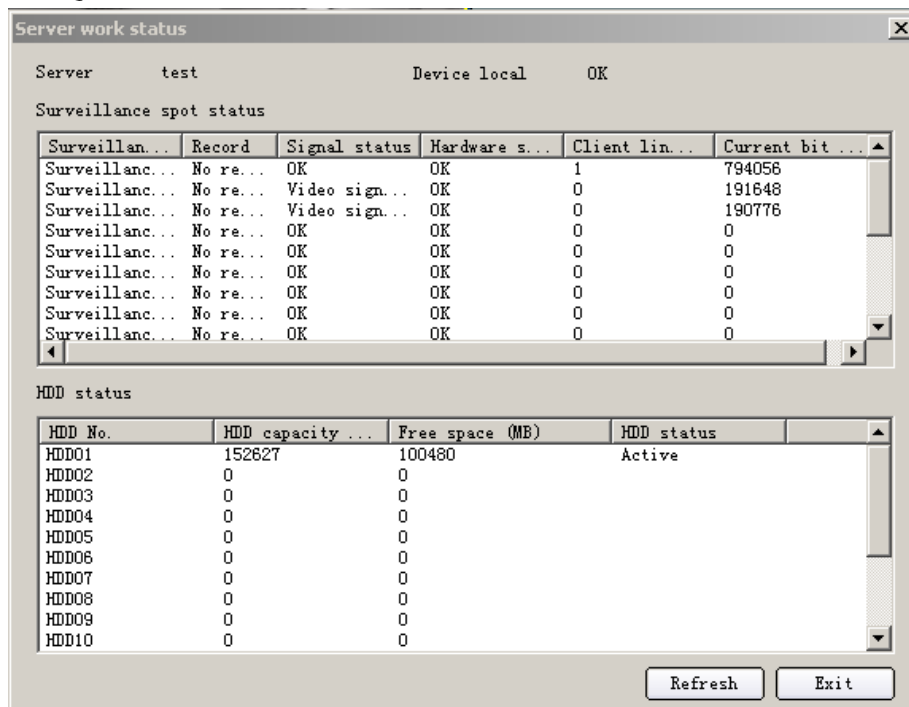 Server work status
Server test Device local OK
Surveillance spot status
Surveillan... Record Signal status Hardware s... Client lin... Current bit ...
Surveillanc... No re... OK OK 1 794056
Surveillanc... No re... Video sign... OK 0 191648
Surveillanc... No re... Video sign... OK 0 190776
Surveillanc... No re... OK OK 0 0
Surveillanc... No re... OK OK 0 0
Surveillanc... No re... OK OK 0 0
Surveillanc... No re... OK OK 0 0
Surveillanc... No re... OK OK 0 0
Surveillanc... No re... OK OK 0 0
HDD status
HDD No. HDD capacity ... Free space (MB) HDD status
HDD01 152627 100480 Active
HDD02 0 0
HDD03 0 0
HDD04 0 0
HDD05 0 0
HDD06 0 0
HDD07 0 0
HDD08 0 0
HDD09 0 0
HDD10 0 0
Refresh Exit